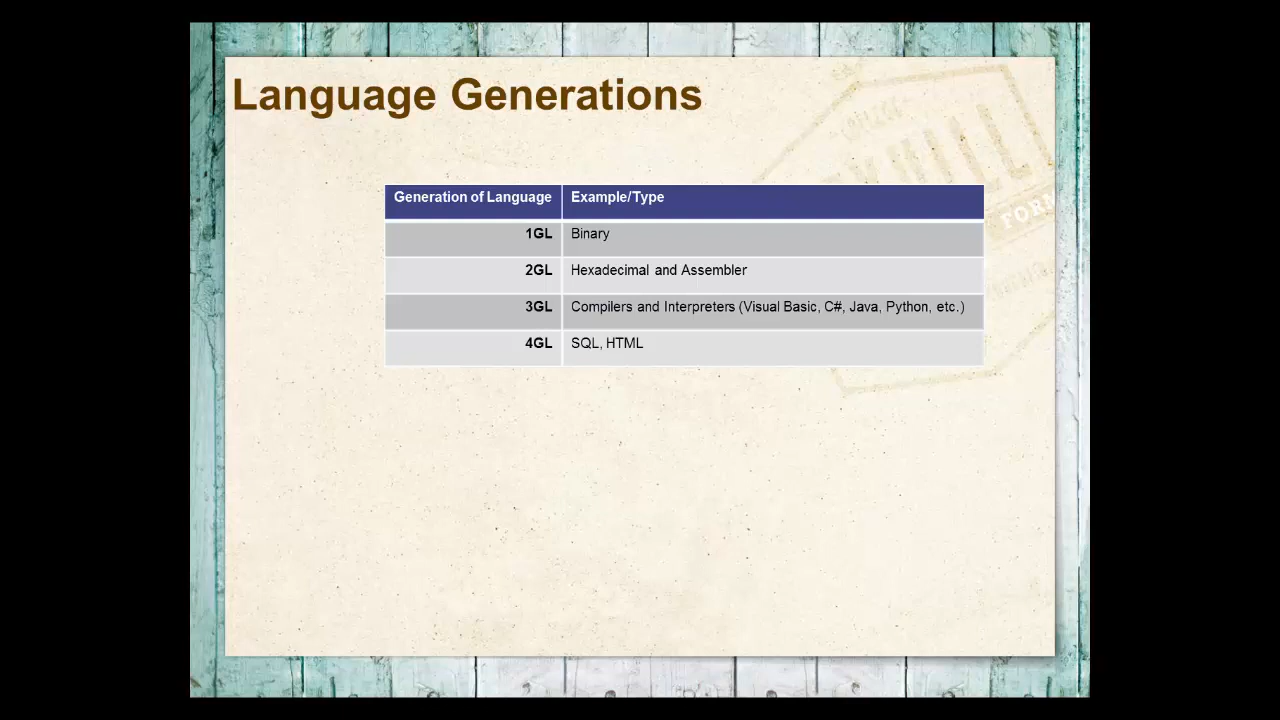 Language Generations
Generation of Language Example/Type
1GL Binary
2GL Hexadecimal and Assembler
3GL Compilers and Interpreters (Visual Basic, C#, Java, Python, etc.)
4GL SQL, HTML